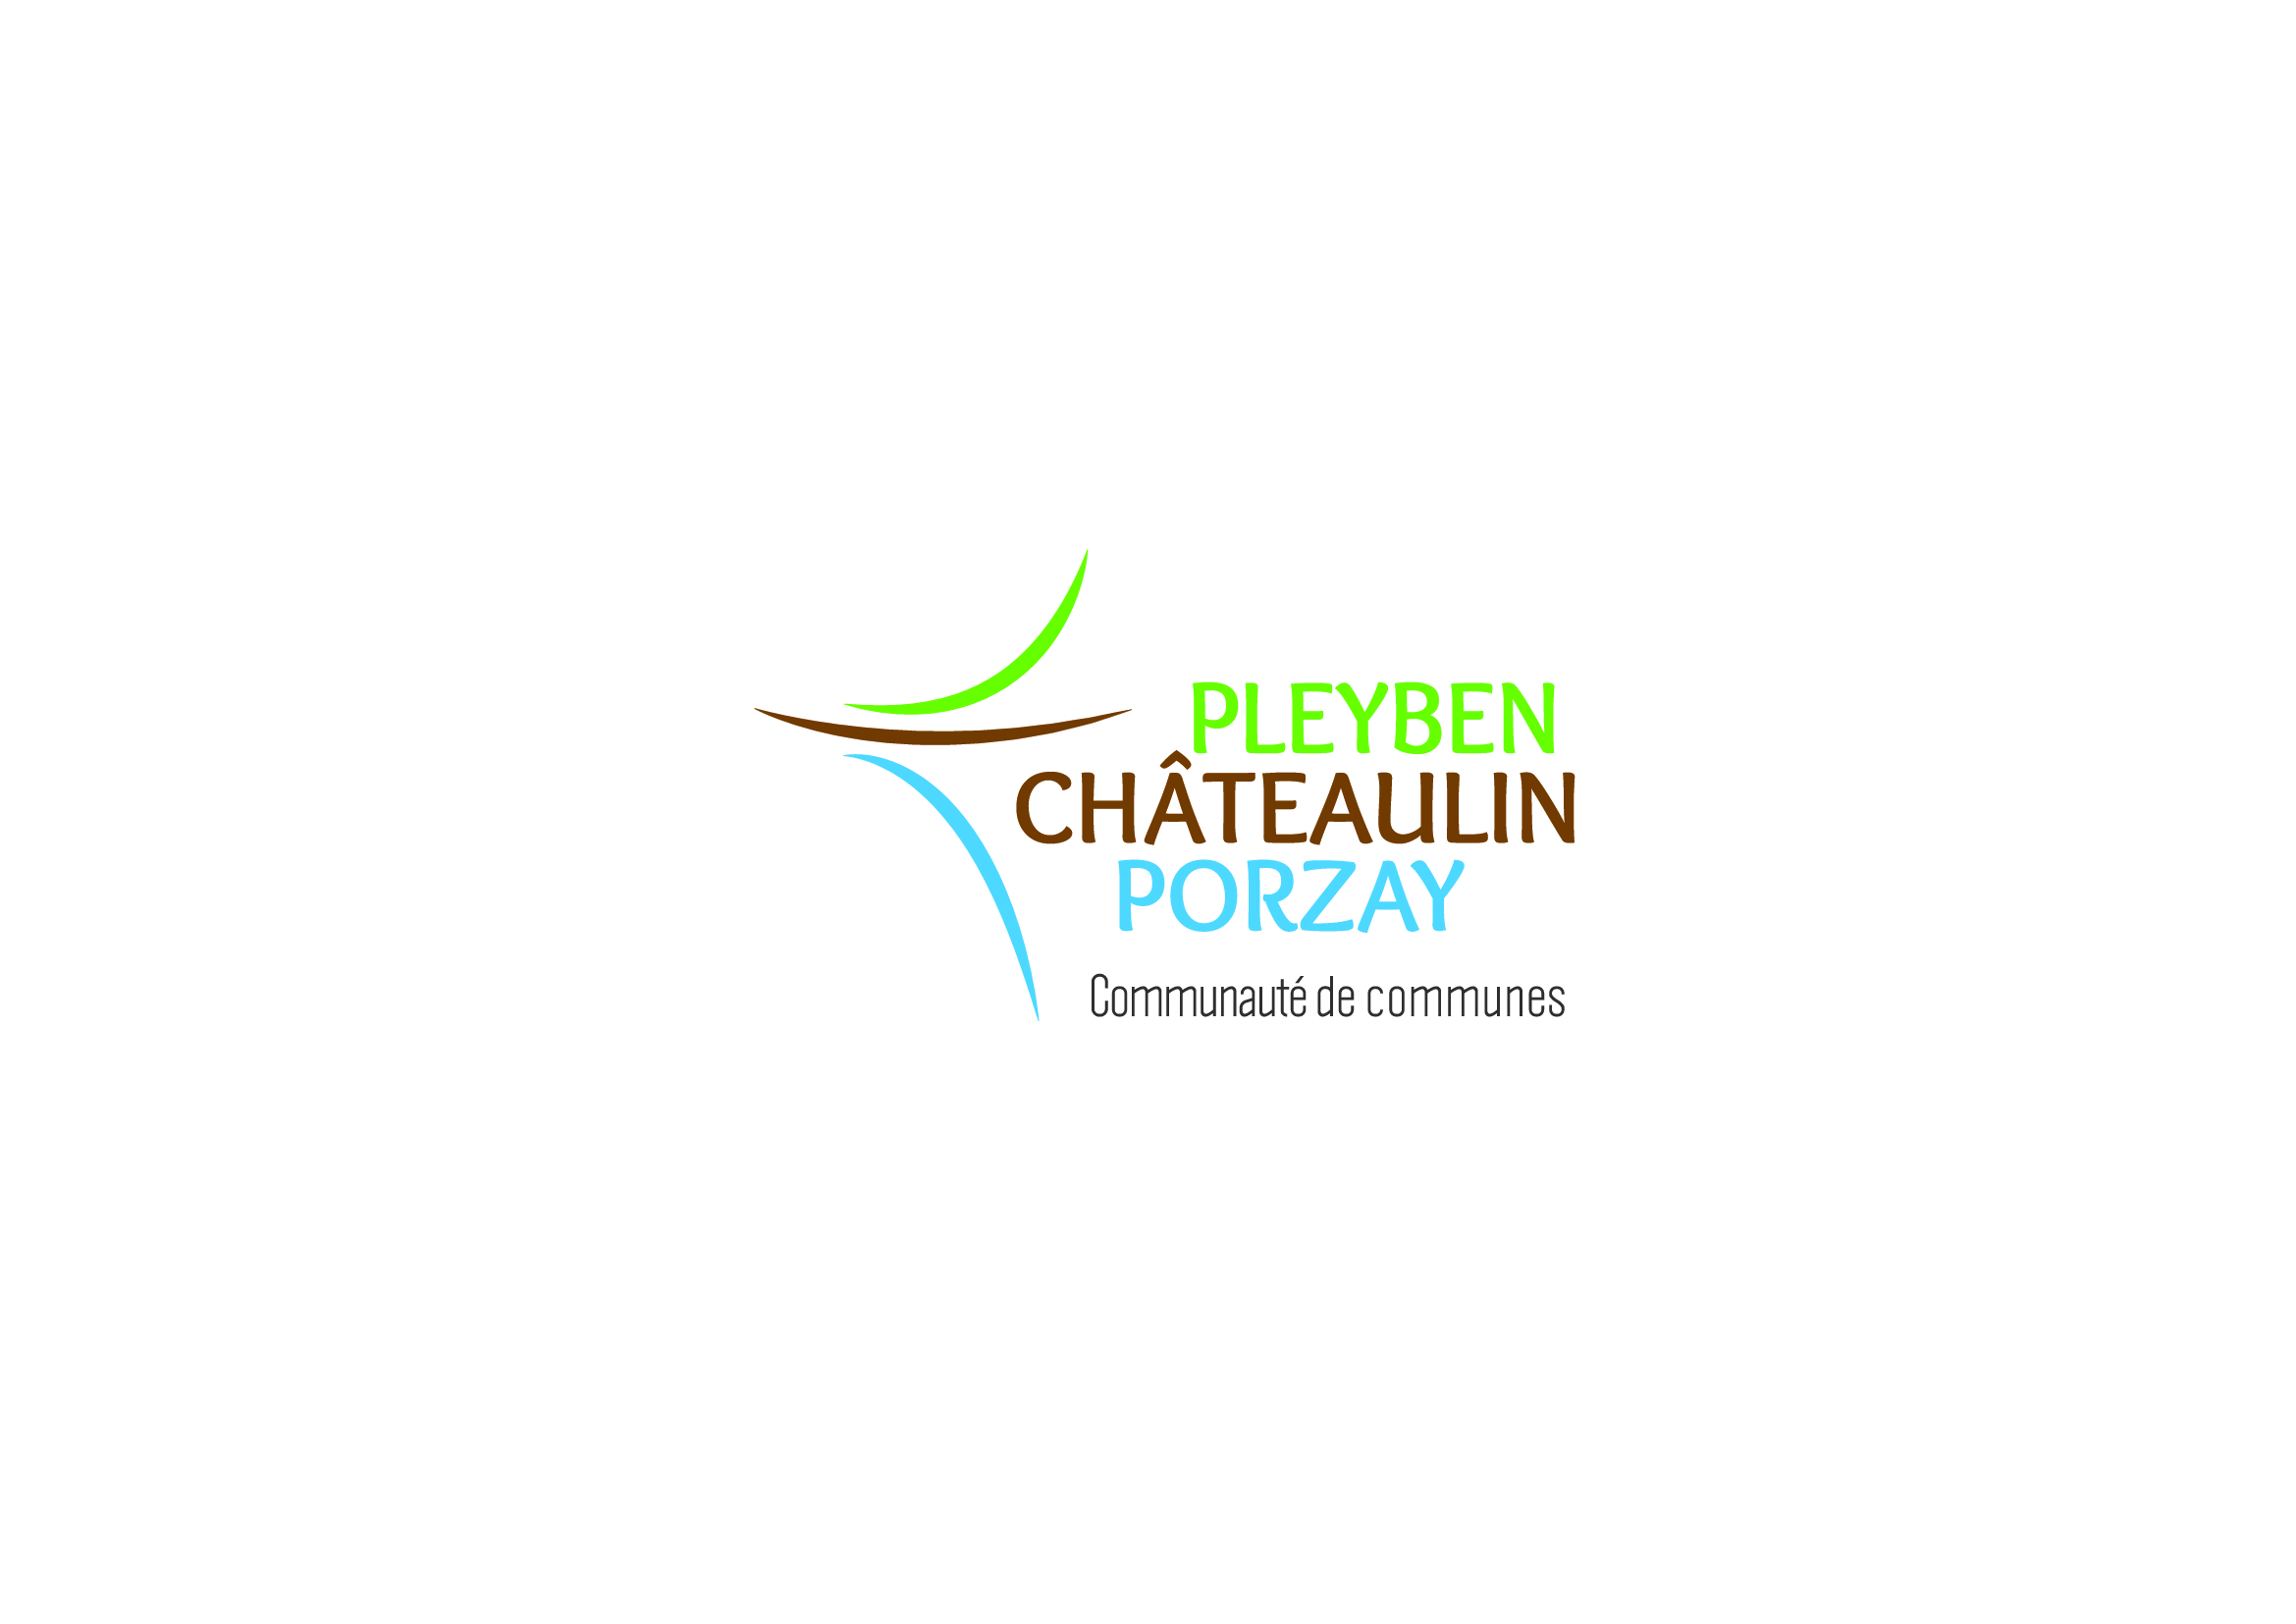 PLEYBEN
CHÂTEAULIN
PORZAY
Communauté de communes